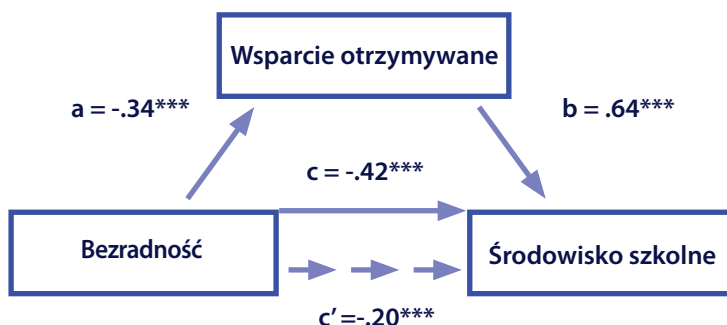 Wsparcie otrzymywane
a = -.34***
b = .64***
c = -.42***
Bezradność
Środowisko szkolne
c’ =-.20***